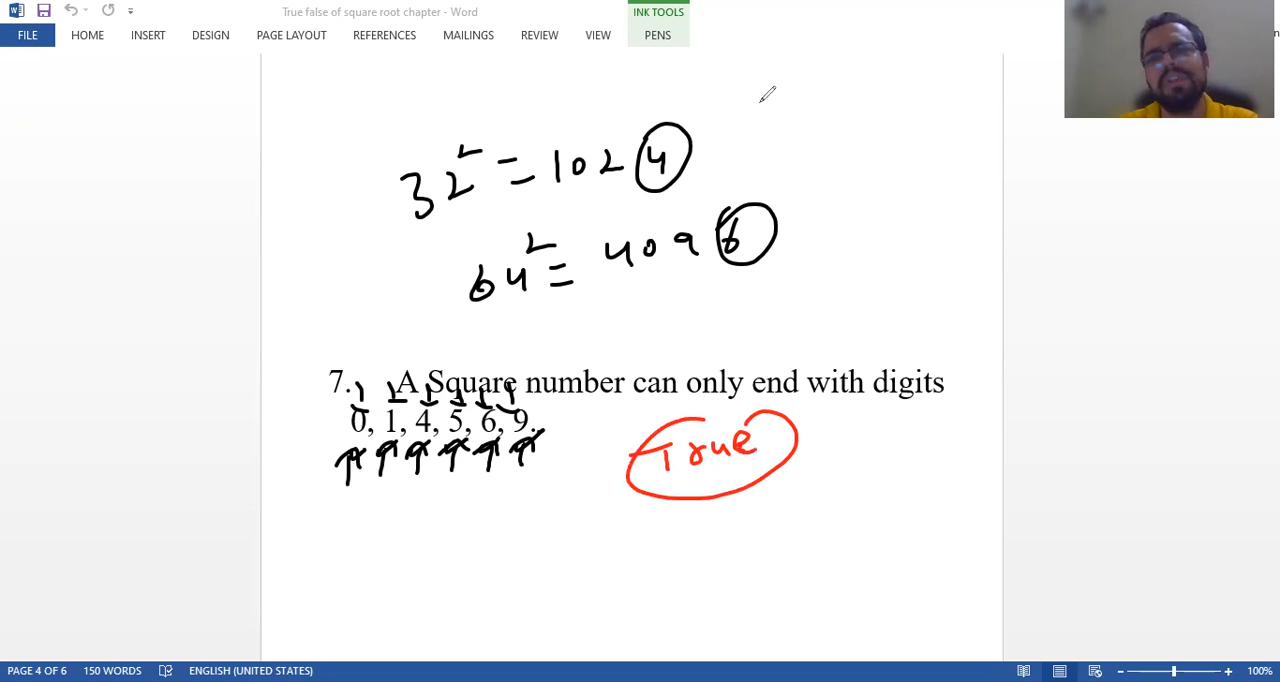 True false of square root chapter - Word
INK TOOLS
FILE HOME INSERT DESIGN PAGE LAYOUT REFERENCES MAILINGS REVIEW VIEW PENS
32² = 1024
64² = 4096
7. A Square number can only end with digits
0, 1, 4, 5, 6, 9.
True
PAGE 4 OF 6 150 WORDS ENGLISH (UNITED STATES) 100%